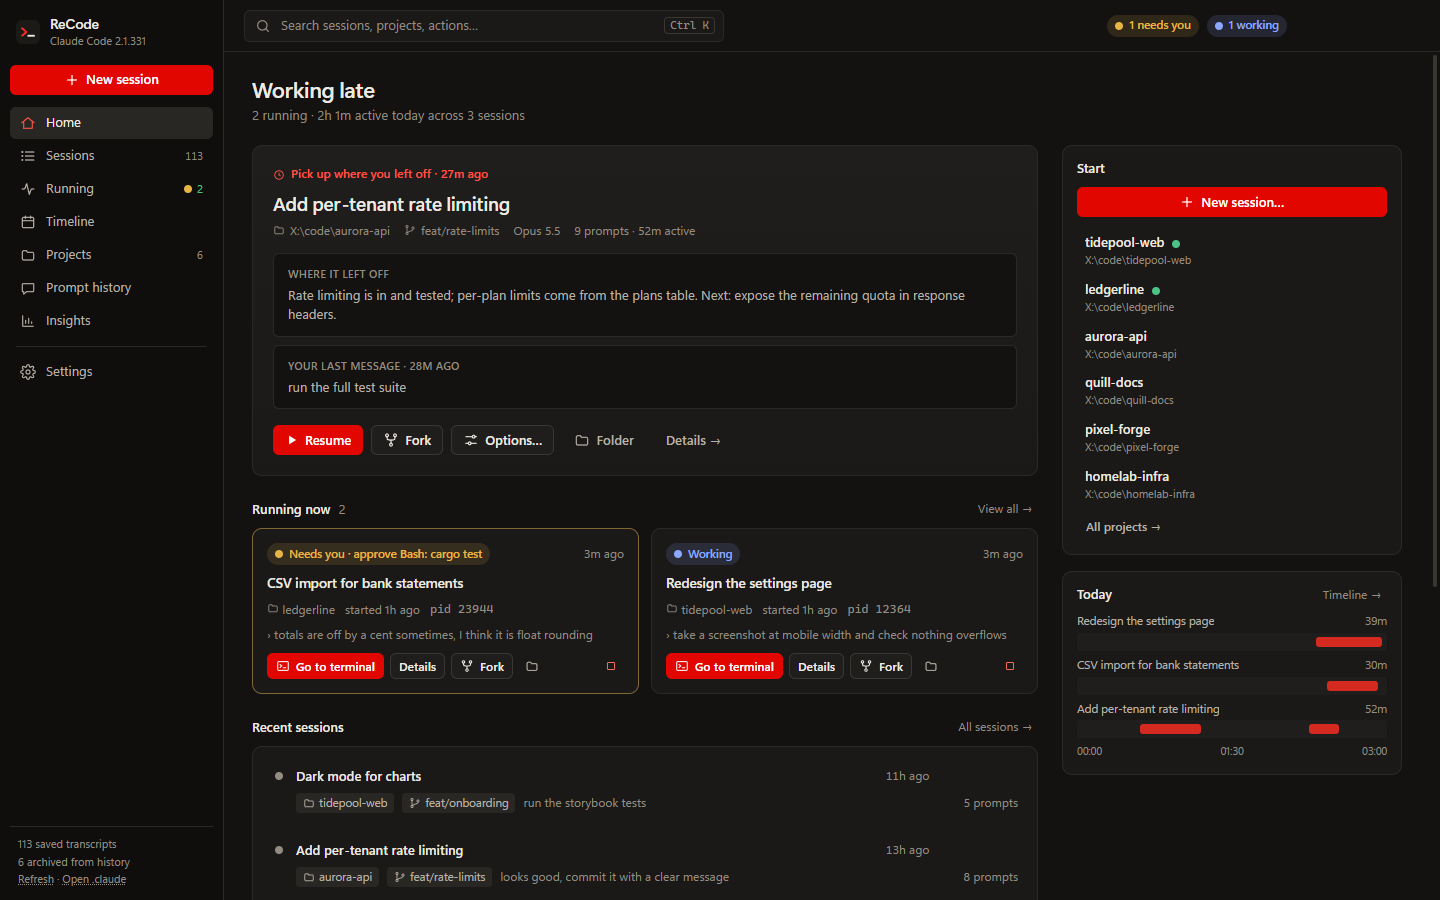 ReCode
Claude Code 2.1.331
New session
Home
Sessions 113
Running 2
Timeline
Projects 6
Prompt history
Insights
Settings
113 saved transcripts
6 archived from history
Refresh · Open .claude
Search sessions, projects, actions... Ctrl K
1 needs you
1 working
Working late
2 running · 2h 1m active today across 3 sessions
Pick up where you left off · 27m ago
Add per-tenant rate limiting
X:\code\aurora-api feat/rate-limits Opus 5.5 9 prompts · 52m active
WHERE IT LEFT OFF
Rate limiting is in and tested; per-plan limits come from the plans table. Next: expose the remaining quota in response
headers.
YOUR LAST MESSAGE · 28M AGO
run the full test suite
Resume Fork Options... Folder Details →
Running now 2 View all →
Needs you · approve Bash: cargo test 3m ago
CSV import for bank statements
ledgerline started 1h ago pid 23944
› totals are off by a cent sometimes, I think it is float rounding
Go to terminal Details Fork
Working 3m ago
Redesign the settings page
tidepool-web started 1h ago pid 12364
› take a screenshot at mobile width and check nothing overflows
Go to terminal Details Fork
Recent sessions All sessions →
Dark mode for charts 11h ago
tidepool-web feat/onboarding run the storybook tests 5 prompts
Add per-tenant rate limiting 13h ago
aurora-api feat/rate-limits looks good, commit it with a clear message 8 prompts
Start
New session...
tidepool-web
X:\code\tidepool-web
ledgerline
X:\code\ledgerline
aurora-api
X:\code\aurora-api
quill-docs
X:\code\quill-docs
pixel-forge
X:\code\pixel-forge
homelab-infra
X:\code\homelab-infra
All projects →
Today Timeline →
Redesign the settings page 39m
CSV import for bank statements 30m
Add per-tenant rate limiting 52m
00:00 01:30 03:00